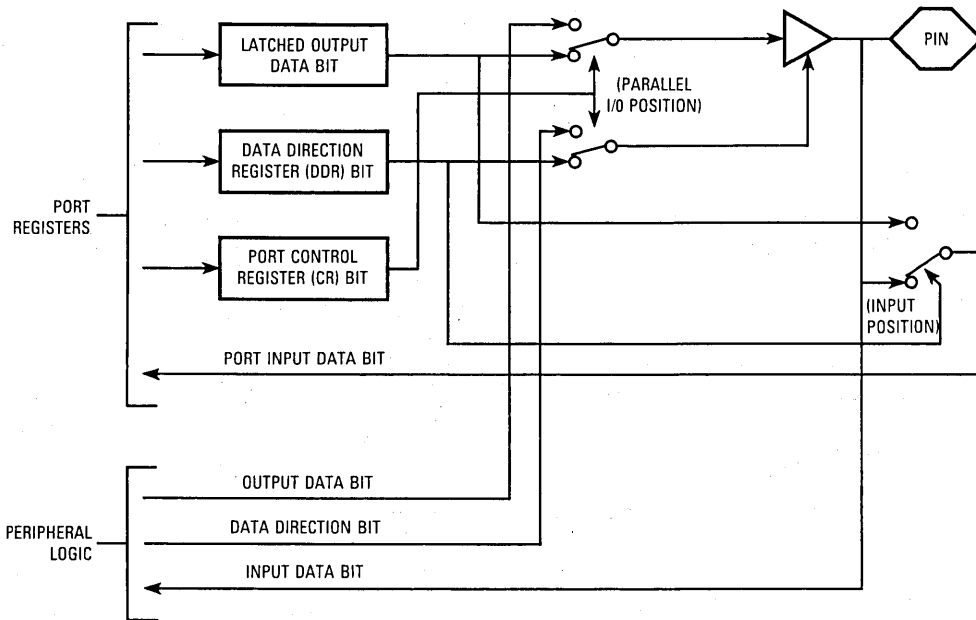 LATCHED OUTPUT
DATA BIT
PIN
(PARALLEL
I/O POSITION)
DATA DIRECTION
REGISTER (DDR) BIT
PORT
REGISTERS
PORT CONTROL
REGISTER (CR) BIT
(INPUT
POSITION)
PORT INPUT DATA BIT
OUTPUT DATA BIT
PERIPHERAL
LOGIC
DATA DIRECTION BIT
INPUT DATA BIT